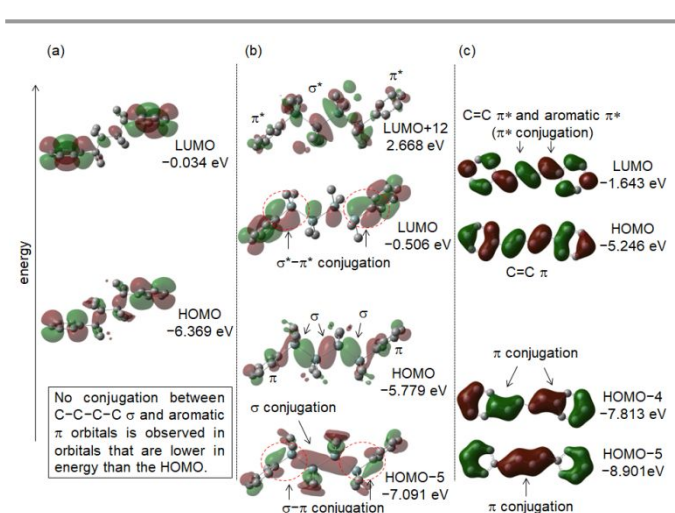 (a)
energy
LUMO
−0.034 eV
HOMO
−6.369 eV
No conjugation between
C−C−C−C σ and aromatic
π orbitals is observed in
orbitals that are lower in
energy than the HOMO.
(b)
σ*
π*
π*
LUMO+12
2.668 eV
LUMO
−0.506 eV
σ*−π* conjugation
σ
σ
π
π
HOMO
−5.779 eV
σ conjugation
HOMO-5
−7.091 eV
σ−π conjugation
(c)
C=C π* and aromatic π*
(π* conjugation)
LUMO
−1.643 eV
HOMO
−5.246 eV
C=C π
π conjugation
HOMO-4
−7.813 eV
HOMO-5
−8.901eV
π conjugation